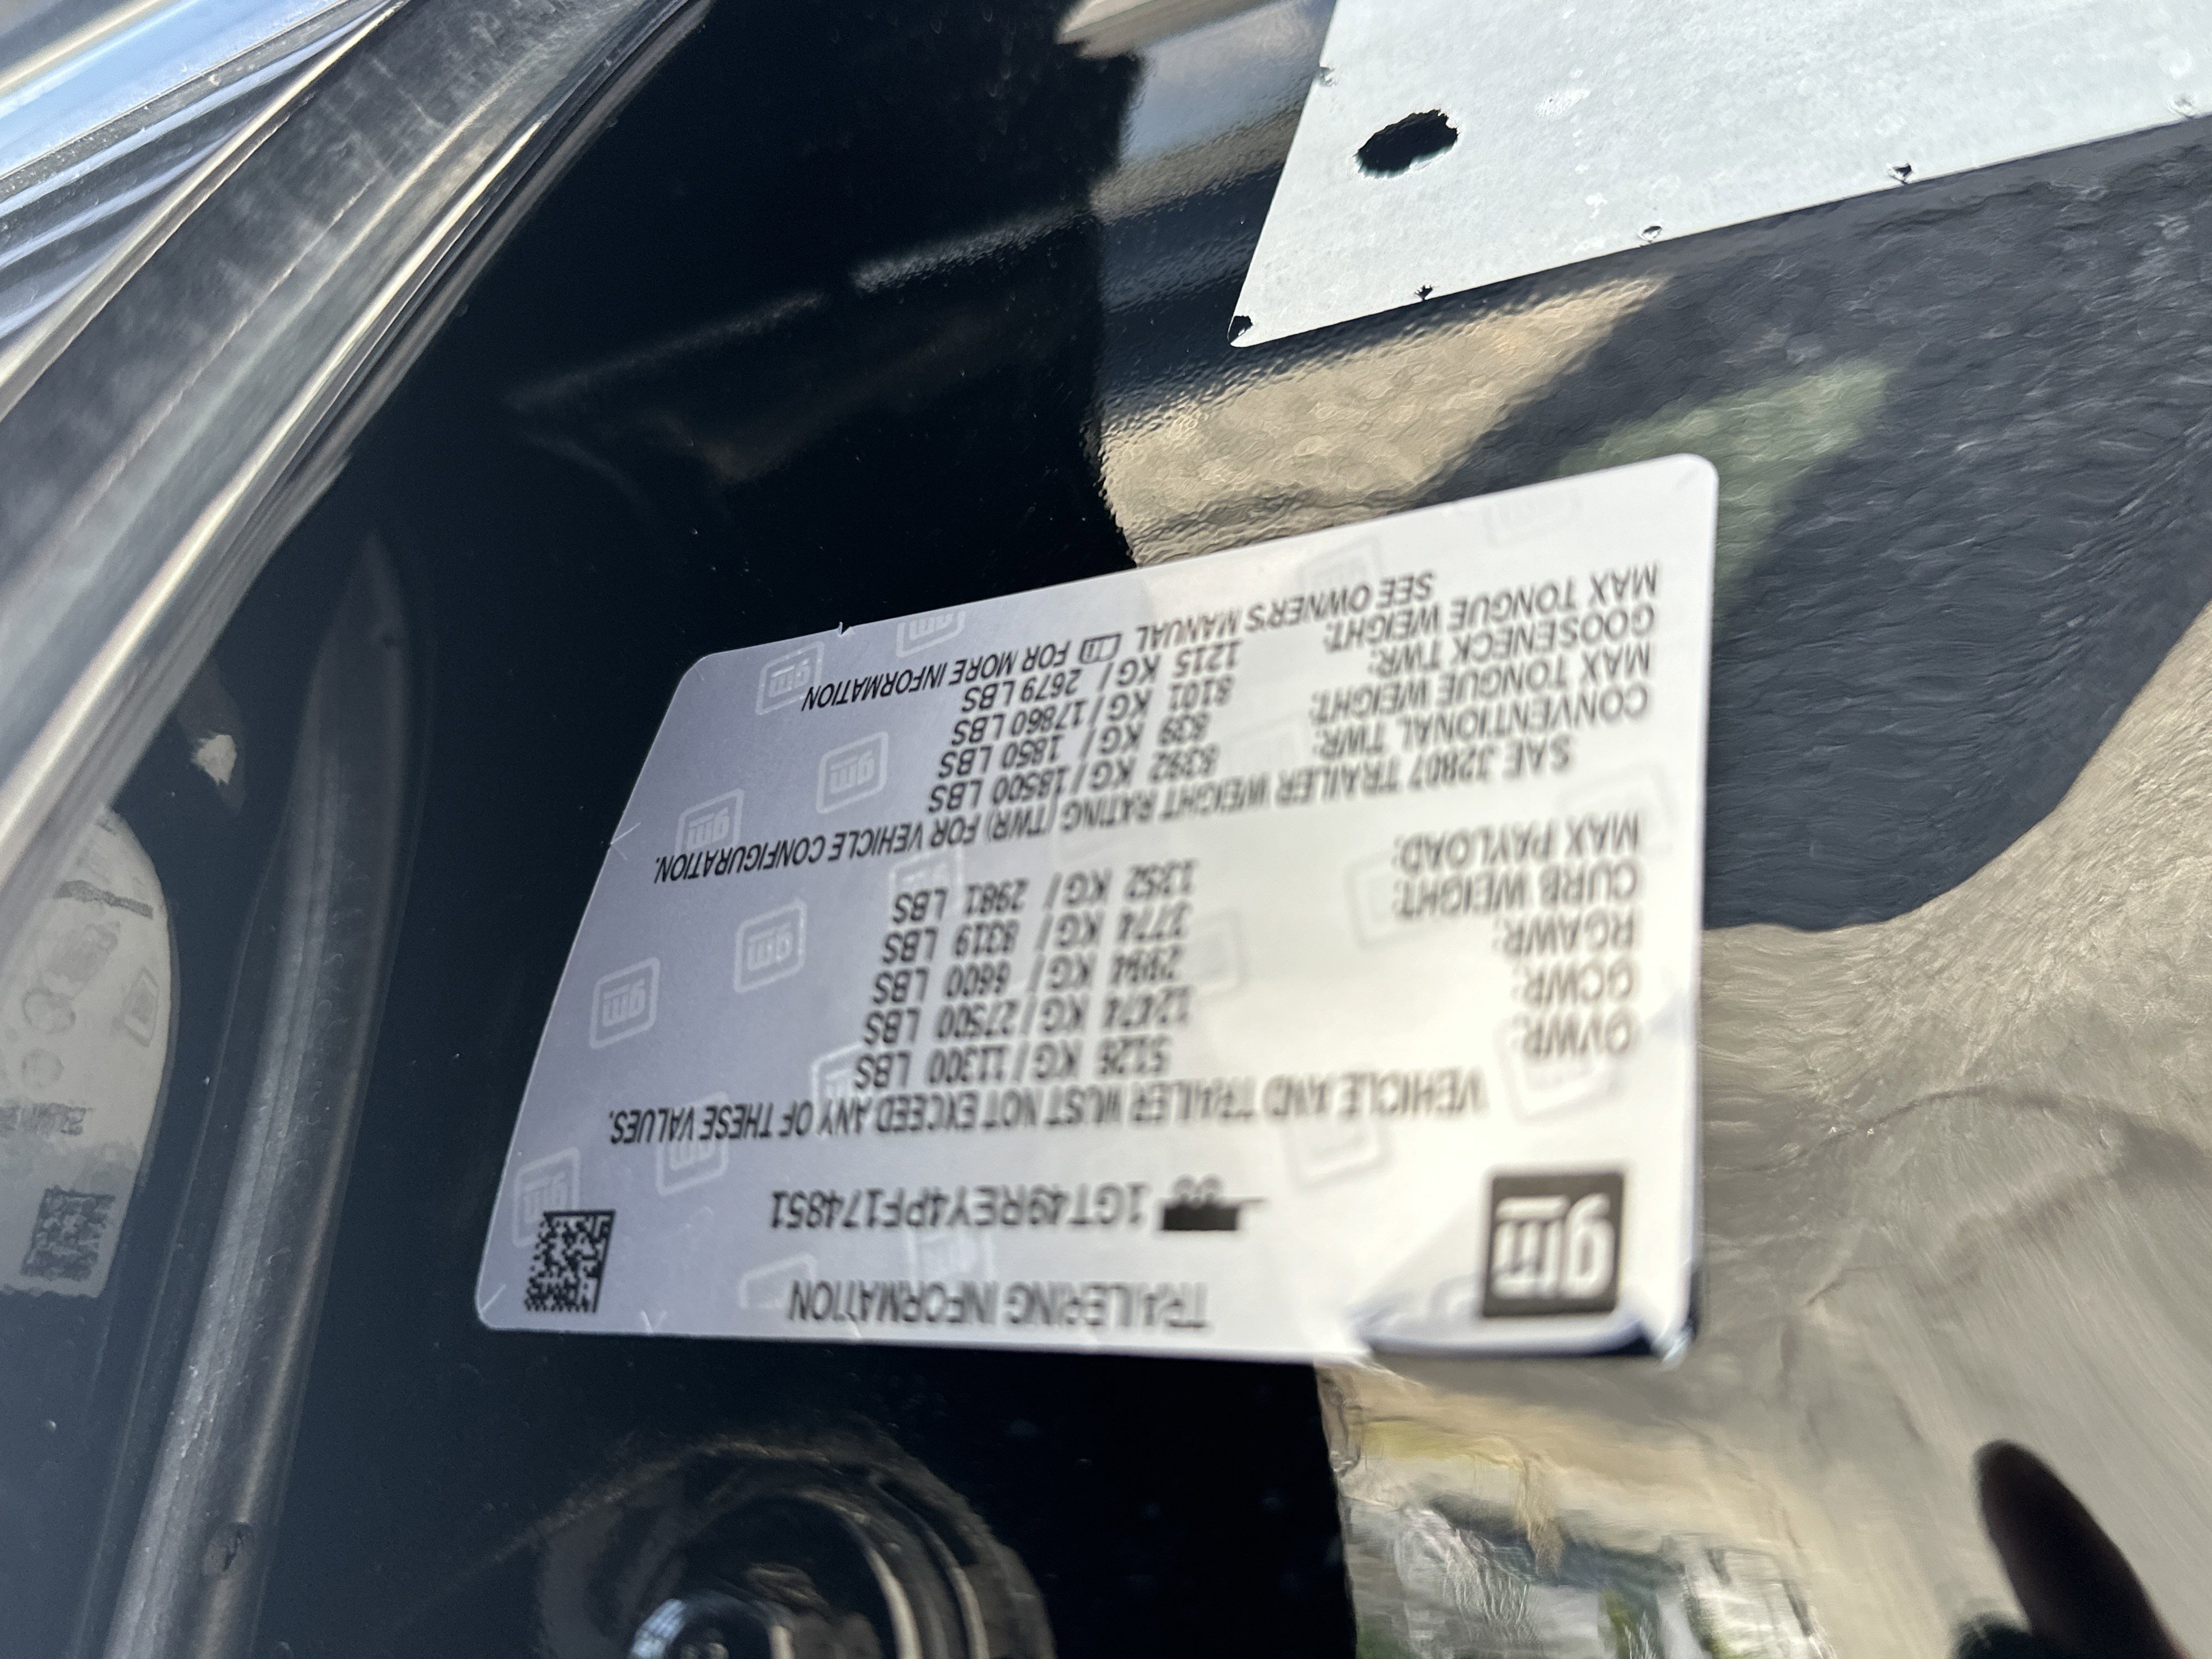 gm
TRAILERING INFORMATION
1GT49REY4PF174851
VEHICLE AND TRAILER MUST NOT EXCEED ANY OF THESE VALUES.
GVWR: 5126 KG / 11300 LBS
GCWR: 12474 KG / 27500 LBS
RGAWR: 2994 KG / 6600 LBS
CURB WEIGHT: 3774 KG / 8319 LBS
MAX PAYLOAD: 1352 KG / 2981 LBS
SAE J2807 TRAILER WEIGHT RATING (TWR) FOR VEHICLE CONFIGURATION.
CONVENTIONAL TWR: 8392 KG / 18500 LBS
MAX TONGUE WEIGHT: 839 KG / 1850 LBS
GOOSENECK TWR: 8101 KG / 17860 LBS
MAX TONGUE WEIGHT: 1215 KG / 2679 LBS
SEE OWNER'S MANUAL FOR MORE INFORMATION